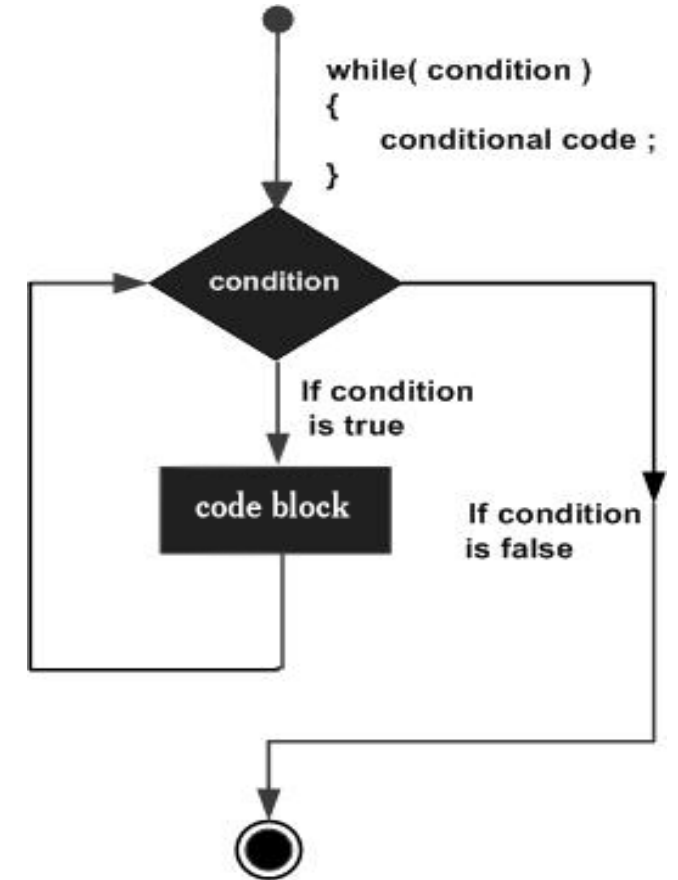 while( condition )
{
conditional code ;
}
condition
If condition
is true
code block
If condition
is false